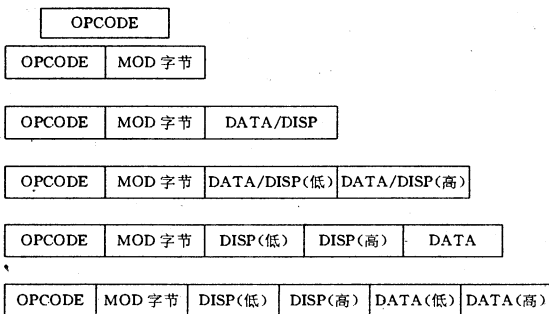 OPCODE
OPCODE MOD 字节
OPCODE MOD 字节 DATA/DISP
OPCODE MOD 字节 DATA/DISP(低) DATA/DISP(高)
OPCODE MOD 字节 DISP(低) DISP(高) DATA
OPCODE MOD 字节 DISP(低) DISP(高) DATA(低) DATA(高)